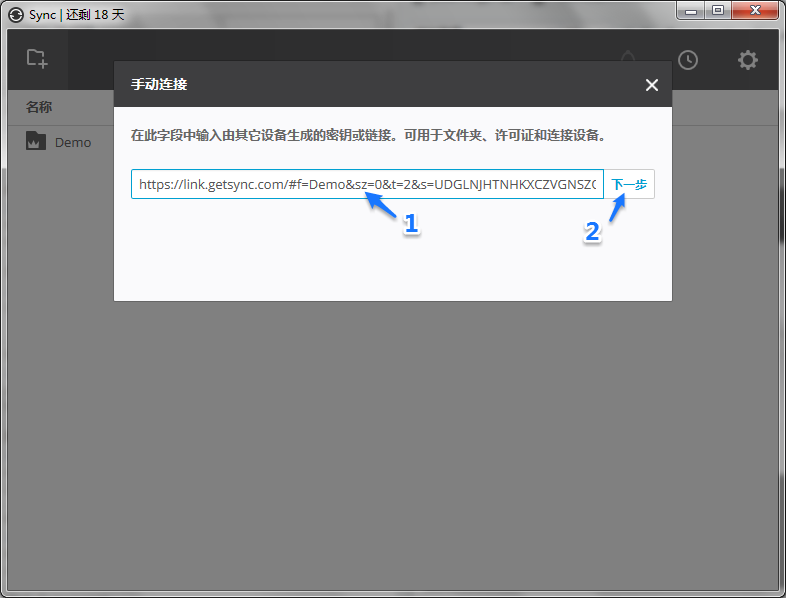 Sync | 还剩 18 天
手动连接
名称
在此字段中输入由其它设备生成的密钥或链接。可用于文件夹、许可证和连接设备。
Demo
https://link.getsync.com/#f=Demo&sz=0&t=2&s=UDGLNJHTNHKXCZVGNSZC
下一步
1
2